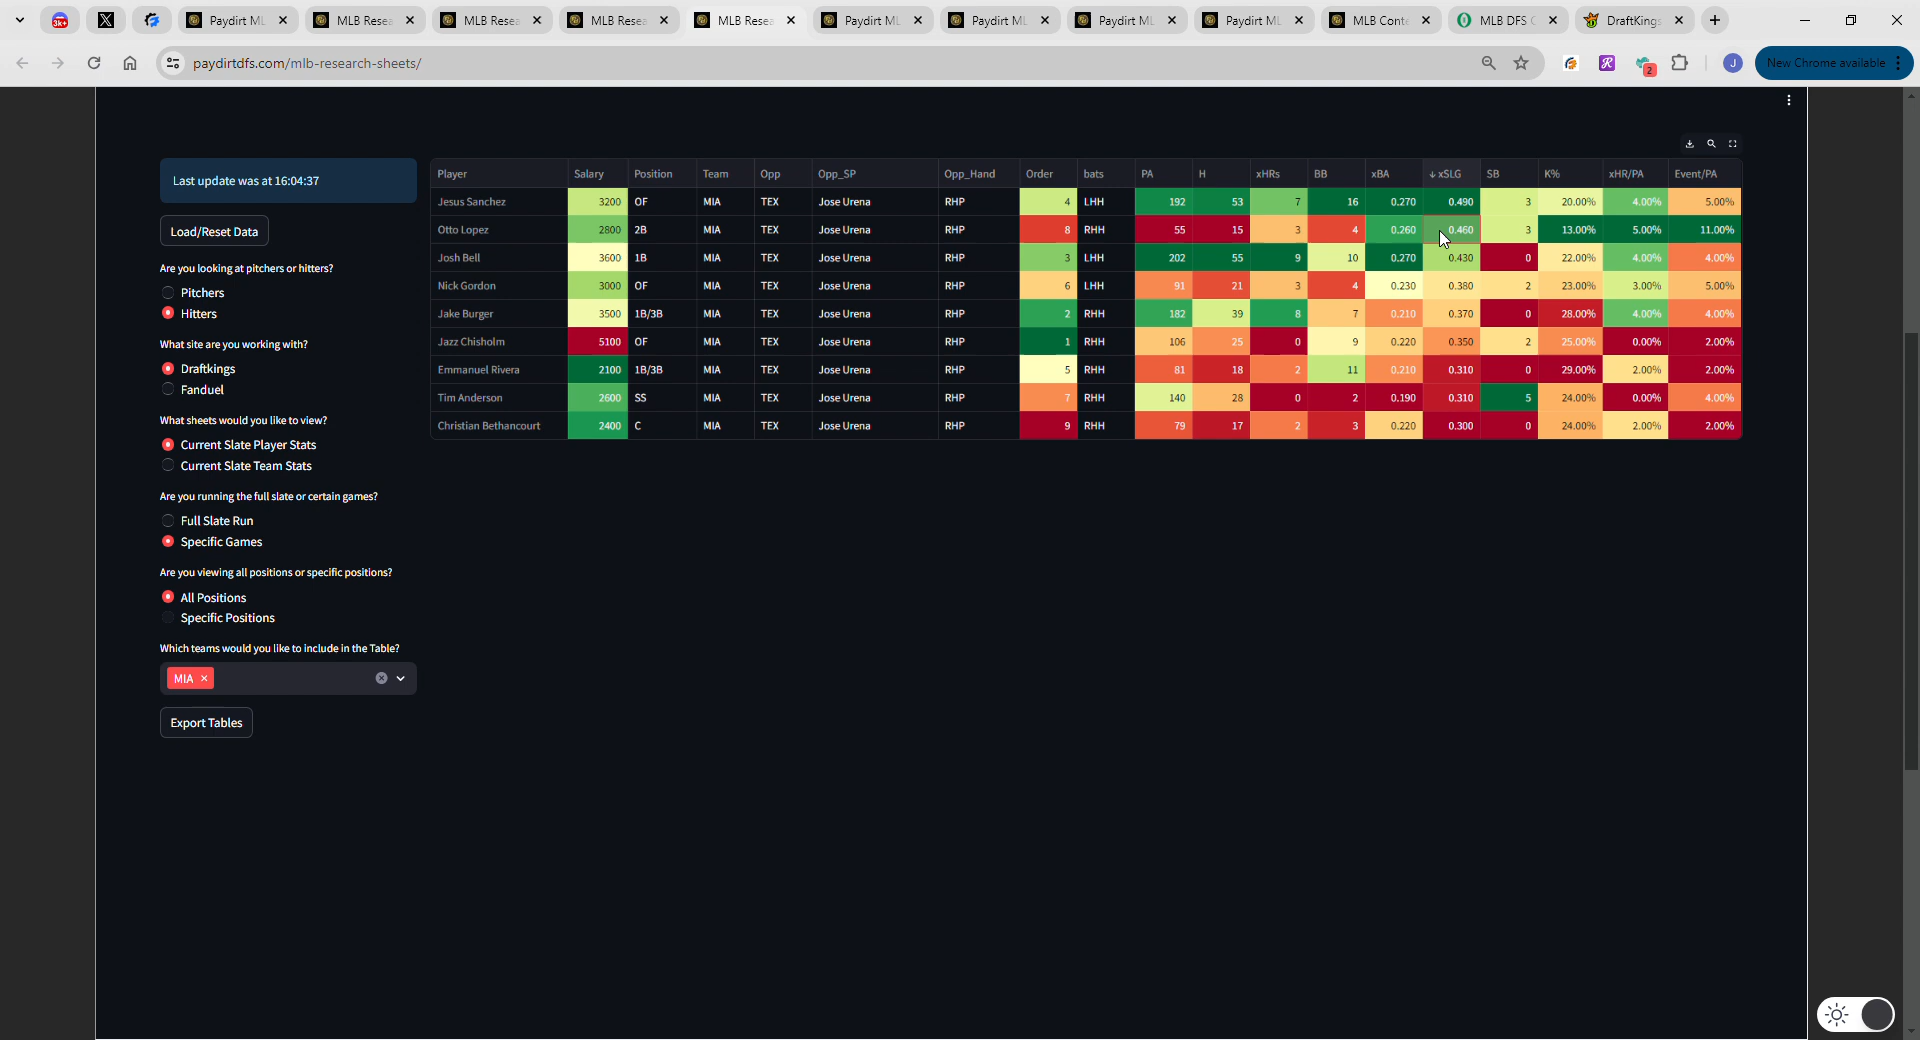 3k+ Paydirt ML MLB Resea MLB Resea MLB Resea MLB Resea Paydirt ML Paydirt ML Paydirt ML Paydirt ML MLB Conte MLB DFS DraftKings
paydirtdfs.com/mlb-research-sheets/ 2 J New Chrome available
Last update was at 16:04:37
Load/Reset Data
Are you looking at pitchers or hitters?
Pitchers
Hitters
What site are you working with?
Draftkings
Fanduel
What sheets would you like to view?
Current Slate Player Stats
Current Slate Team Stats
Are you running the full slate or certain games?
Full Slate Run
Specific Games
Are you viewing all positions or specific positions?
All Positions
Specific Positions
Which teams would you like to include in the Table?
MIA
Export Tables
Player Salary Position Team Opp Opp_SP Opp_Hand Order bats PA H xHRs BB xBA ↓ xSLG SB K% xHR/PA Event/PA
Jesus Sanchez 3200 OF MIA TEX Jose Urena RHP 4 LHH 192 53 7 16 0.270 0.490 3 20.00% 4.00% 5.00%
Otto Lopez 2800 2B MIA TEX Jose Urena RHP 8 RHH 55 15 3 4 0.260 0.460 3 13.00% 5.00% 11.00%
Josh Bell 3600 1B MIA TEX Jose Urena RHP 3 LHH 202 55 9 10 0.270 0.430 0 22.00% 4.00% 4.00%
Nick Gordon 3000 OF MIA TEX Jose Urena RHP 6 LHH 91 21 3 4 0.230 0.380 2 23.00% 3.00% 5.00%
Jake Burger 3500 1B/3B MIA TEX Jose Urena RHP 2 RHH 182 39 8 7 0.210 0.370 0 28.00% 4.00% 4.00%
Jazz Chisholm 5100 OF MIA TEX Jose Urena RHP 1 RHH 106 25 0 9 0.220 0.350 2 25.00% 0.00% 2.00%
Emmanuel Rivera 2100 1B/3B MIA TEX Jose Urena RHP 5 RHH 81 18 2 11 0.210 0.310 0 29.00% 2.00% 2.00%
Tim Anderson 2600 SS MIA TEX Jose Urena RHP 7 RHH 140 28 0 2 0.190 0.310 5 24.00% 0.00% 4.00%
Christian Bethancourt 2400 C MIA TEX Jose Urena RHP 9 RHH 79 17 2 3 0.220 0.300 0 24.00% 2.00% 2.00%